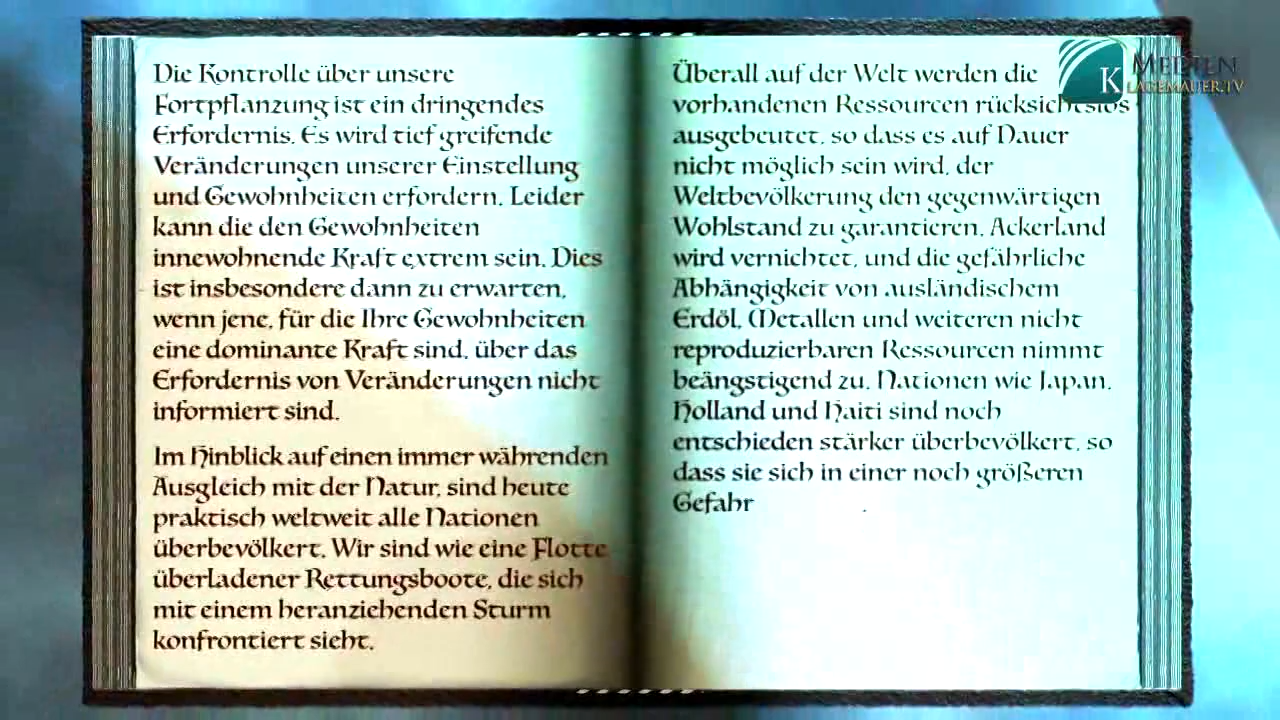 Die Kontrolle über unsere
Fortpflanzung ist ein dringendes
Erfordernis. Es wird tief greifende
Veränderungen unserer Einstellung
und Gewohnheiten erfordern. Leider
kann die den Gewohnheiten
innewohnende Kraft extrem sein. Dies
ist insbesondere dann zu erwarten,
wenn jene, für die Ihre Gewohnheiten
eine dominante Kraft sind, über das
Erfordernis von Veränderungen nicht
informiert sind.
Im Hinblick auf einen immer währenden
Ausgleich mit der Natur, sind heute
praktisch weltweit alle Nationen
überbevölkert. Wir sind wie eine Flotte
überladener Rettungsboote, die sich
mit einem heranziehenden Sturm
konfrontiert sieht.
Überall auf der Welt werden die
vorhandenen Ressourcen rücksichtslos
ausgebeutet, so dass es auf Dauer
nicht möglich sein wird, der
Weltbevölkerung den gegenwärtigen
Wohlstand zu garantieren. Ackerland
wird vernichtet, und die gefährliche
Abhängigkeit von ausländischem
Erdöl, Metallen und weiteren nicht
reproduzierbaren Ressourcen nimmt
beängstigend zu. Nationen wie Japan,
Holland und Haiti sind noch
entschieden stärker überbevölkert, so
dass sie sich in einer noch größeren
Gefahr
K
MEDIEN
KLAGEMAUER.TV